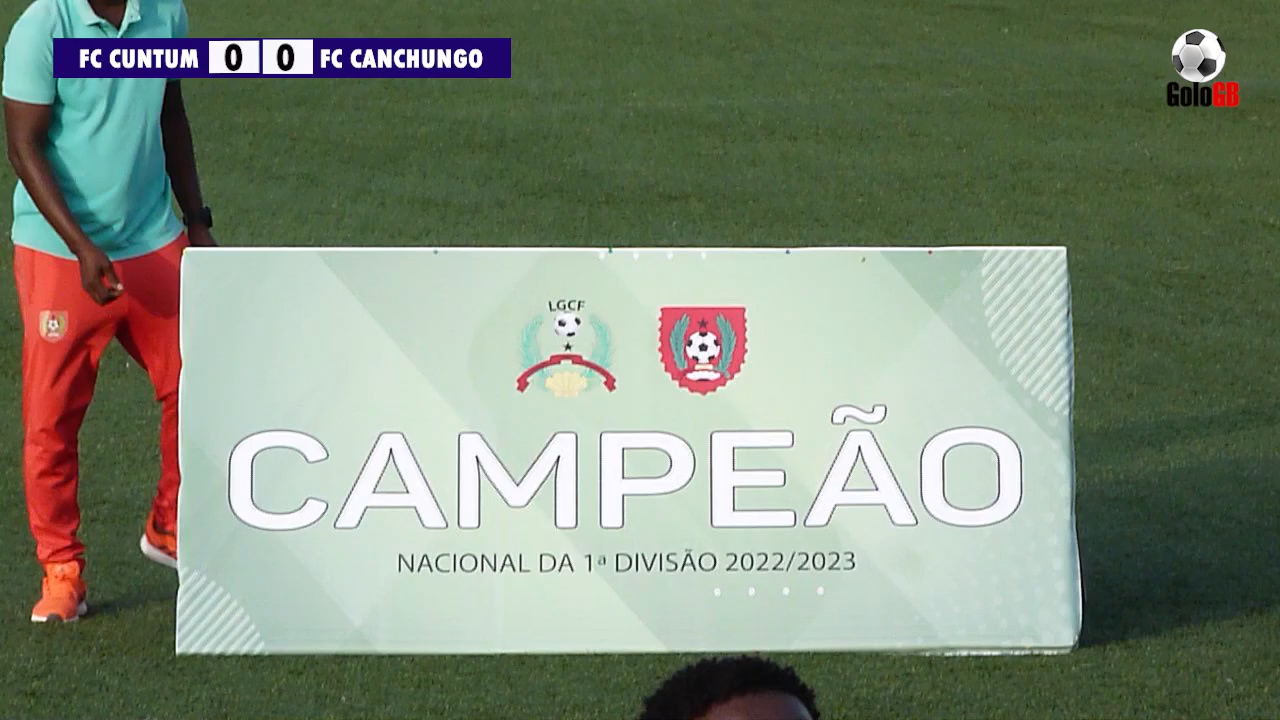 FC CUNTUM 0 0 FC CANCHUNGO
GoloGB
LGCF
CAMPEÃO
NACIONAL DA 1ª DIVISÃO 2022/2023